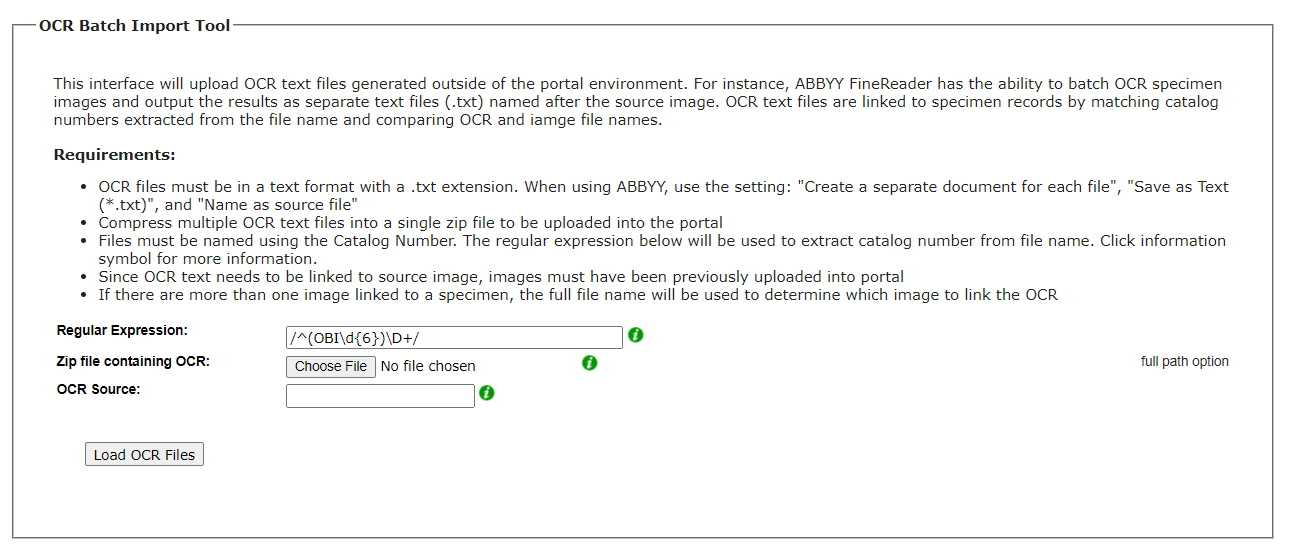 OCR Batch Import Tool
This interface will upload OCR text files generated outside of the portal environment. For instance, ABBYY FineReader has the ability to batch OCR specimen
images and output the results as separate text files (.txt) named after the source image. OCR text files are linked to specimen records by matching catalog
numbers extracted from the file name and comparing OCR and iamge file names.
Requirements:
• OCR files must be in a text format with a .txt extension. When using ABBYY, use the setting: "Create a separate document for each file", "Save as Text
(*.txt)", and "Name as source file"
• Compress multiple OCR text files into a single zip file to be uploaded into the portal
• Files must be named using the Catalog Number. The regular expression below will be used to extract catalog number from file name. Click information
symbol for more information.
• Since OCR text needs to be linked to source image, images must have been previously uploaded into portal
• If there are more than one image linked to a specimen, the full file name will be used to determine which image to link the OCR
Regular Expression: /^(OBI\d{6})\D+/ i
Zip file containing OCR: Choose File No file chosen i full path option
OCR Source: i
Load OCR Files